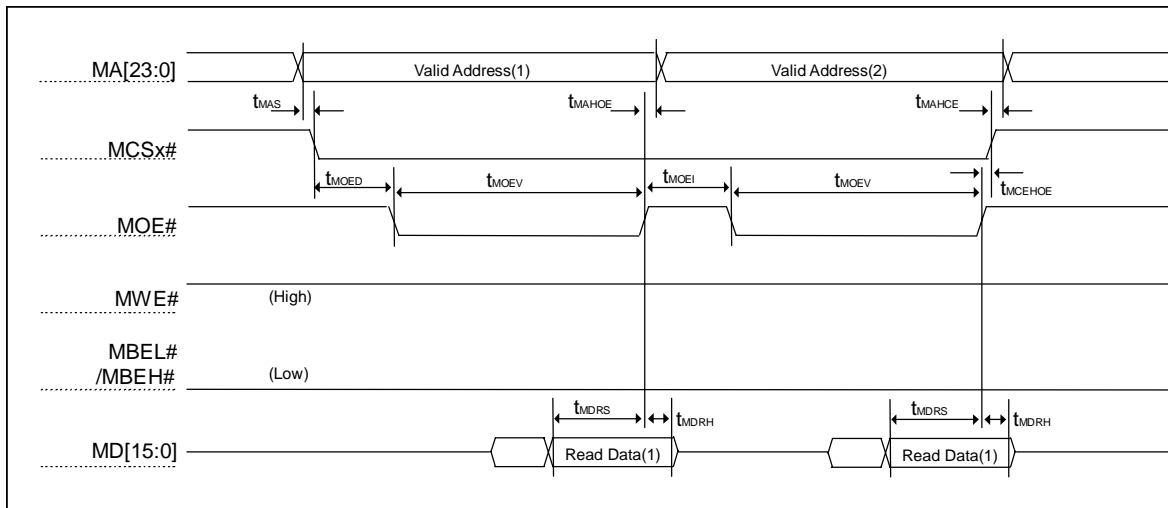 MA[23:0]
Valid Address(1)
Valid Address(2)
tMAS
tMAHOE
tMAHCE
MCSx#
tMOED
tMOEV
tMOEI
tMOEV
tMCEHOE
MOE#
MWE#
(High)
MBEL#
/MBEH#
(Low)
tMDRS
tMDRH
tMDRS
tMDRH
MD[15:0]
Read Data(1)
Read Data(1)